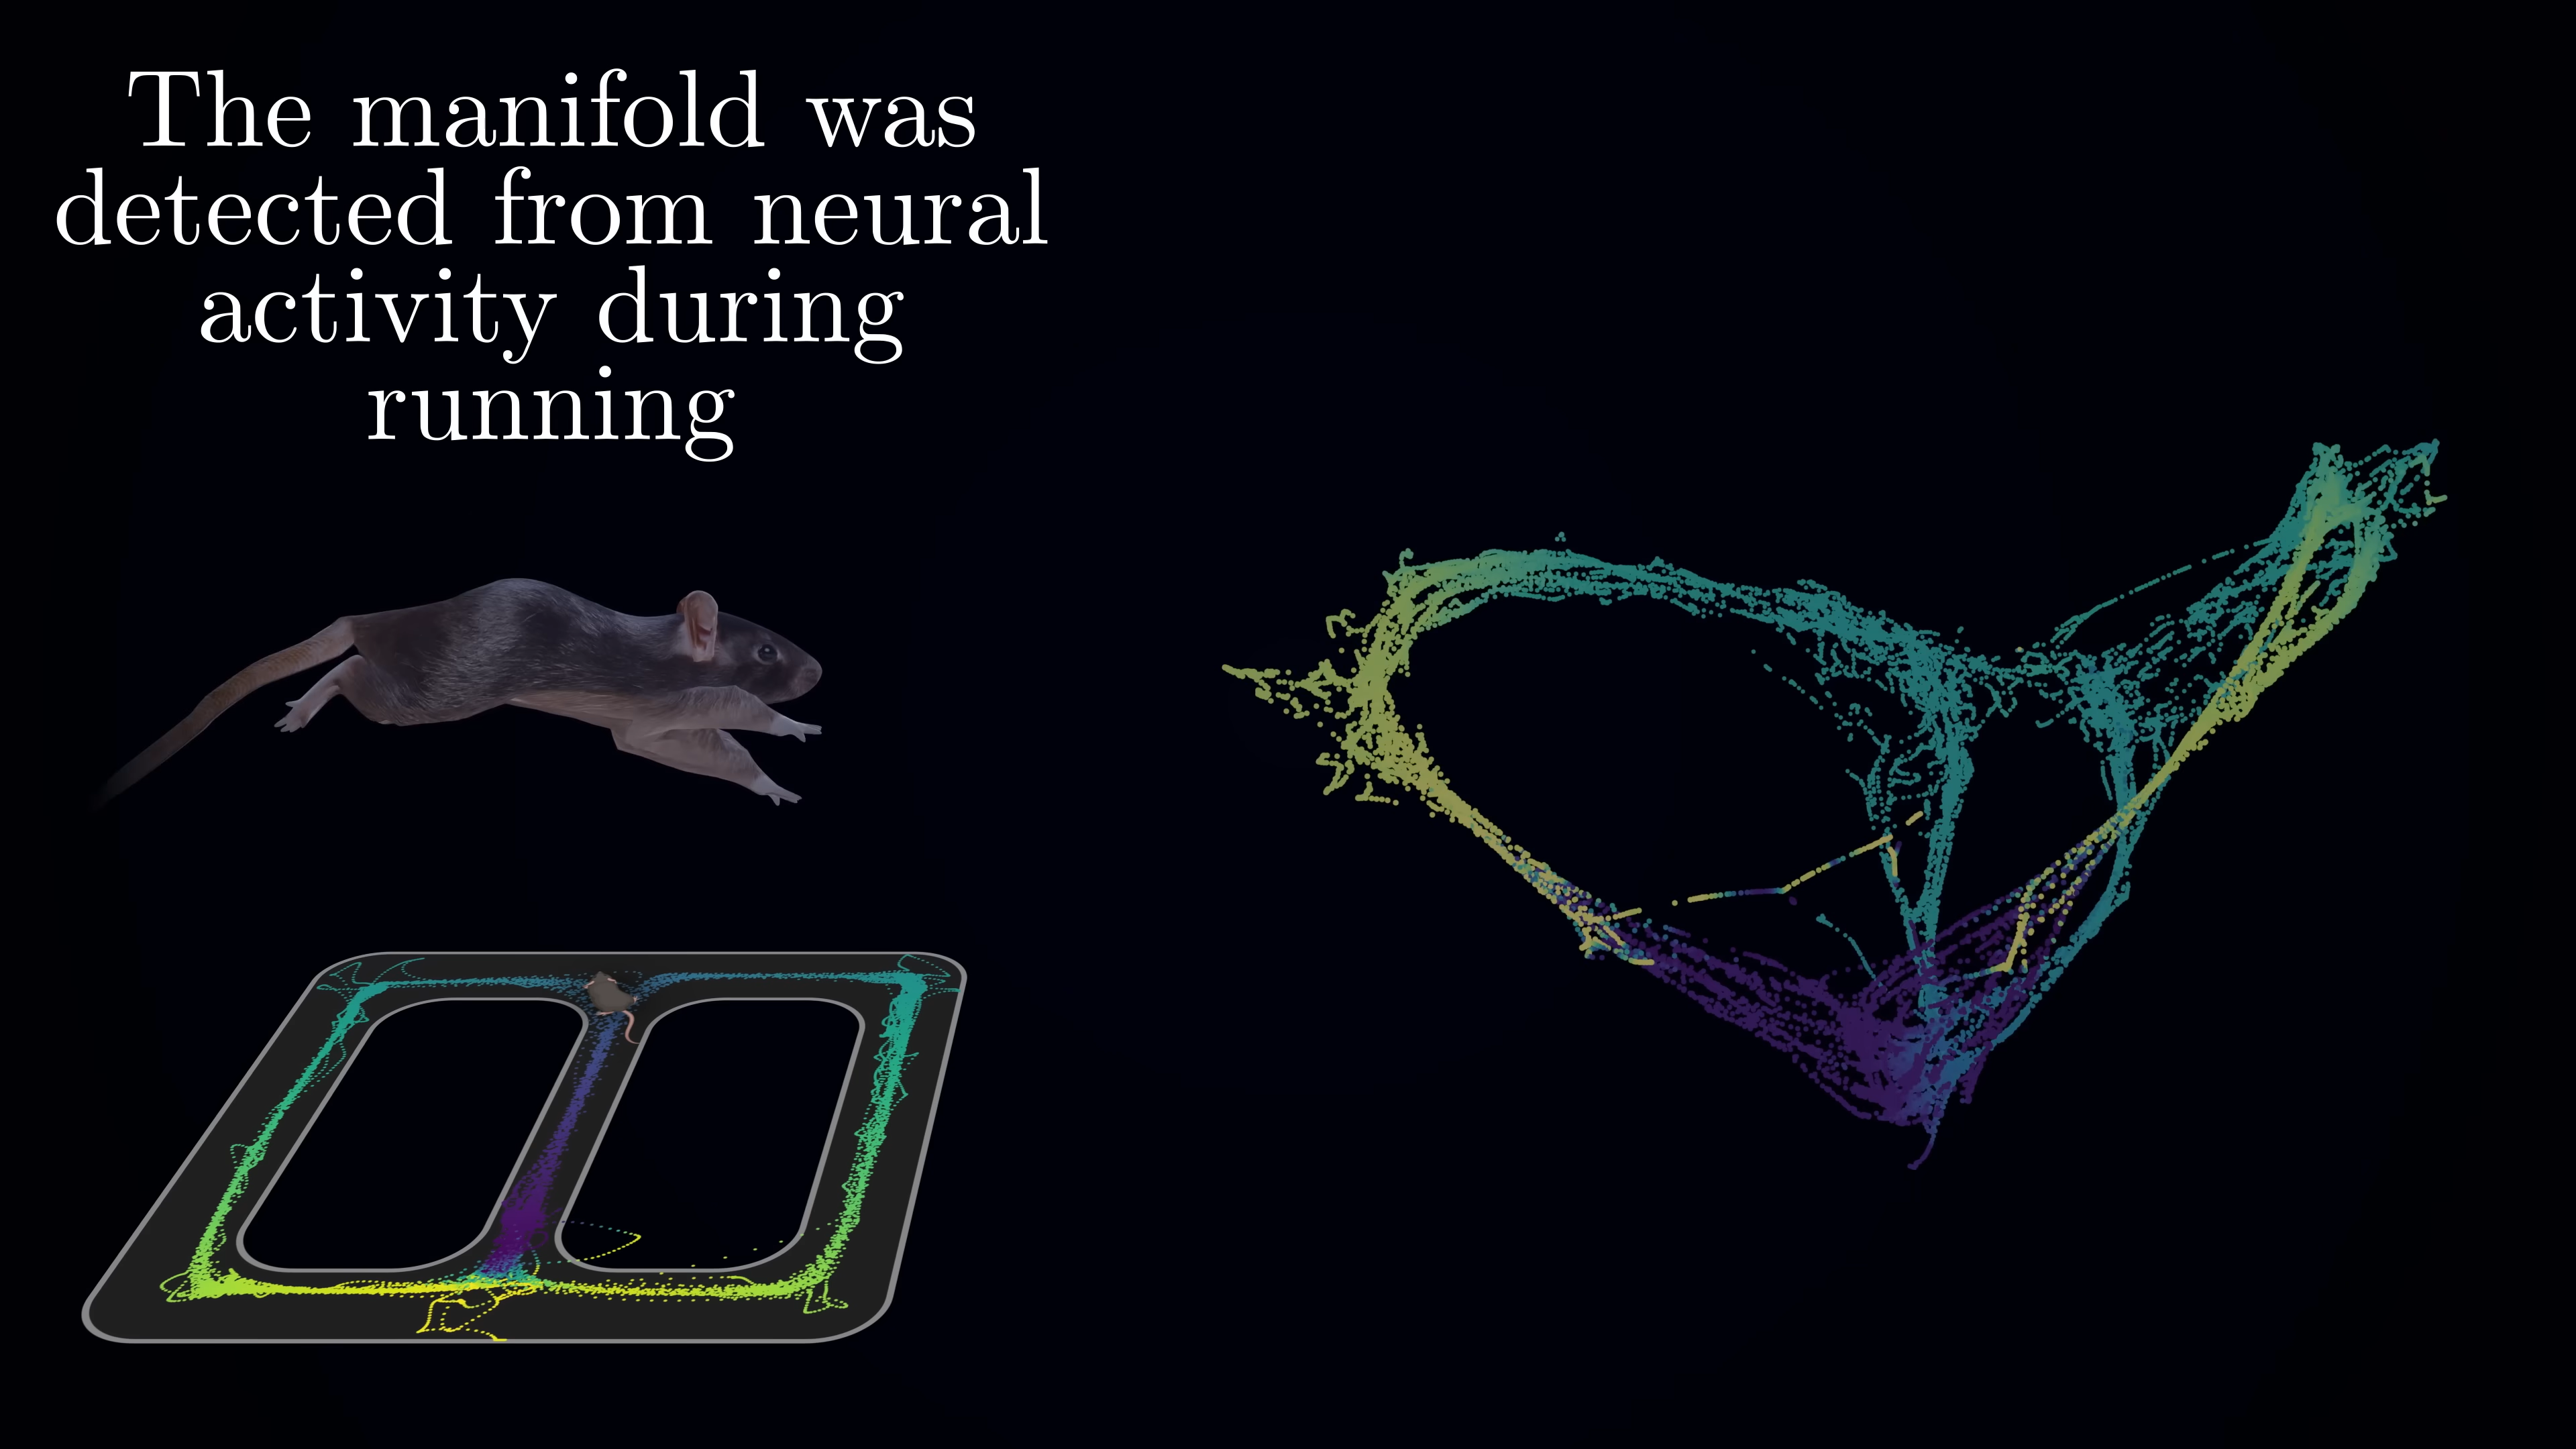 The manifold was
detected from neural
activity during
running